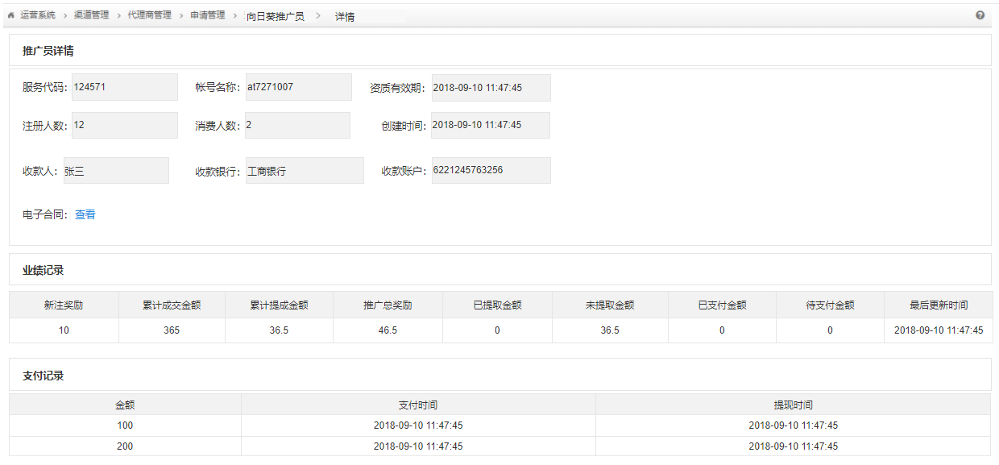 运营系统 > 渠道管理 > 代理商管理 > 申请管理 > 向日葵推广员 > 详情
推广员详情
服务代码： 124571 帐号名称： at7271007 资质有效期： 2018-09-10 11:47:45
注册人数： 12 消费人数： 2 创建时间： 2018-09-10 11:47:45
收款人： 张三 收款银行： 工商银行 收款账户： 6221245763256
电子合同： 查看
业绩记录
新注奖励 累计成交金额 累计提成金额 推广总奖励 已提取金额 未提取金额 已支付金额 待支付金额 最后更新时间
10 365 36.5 46.5 0 36.5 0 0 2018-09-10 11:47:45
支付记录
金额 支付时间 提现时间
100 2018-09-10 11:47:45 2018-09-10 11:47:45
200 2018-09-10 11:47:45 2018-09-10 11:47:45